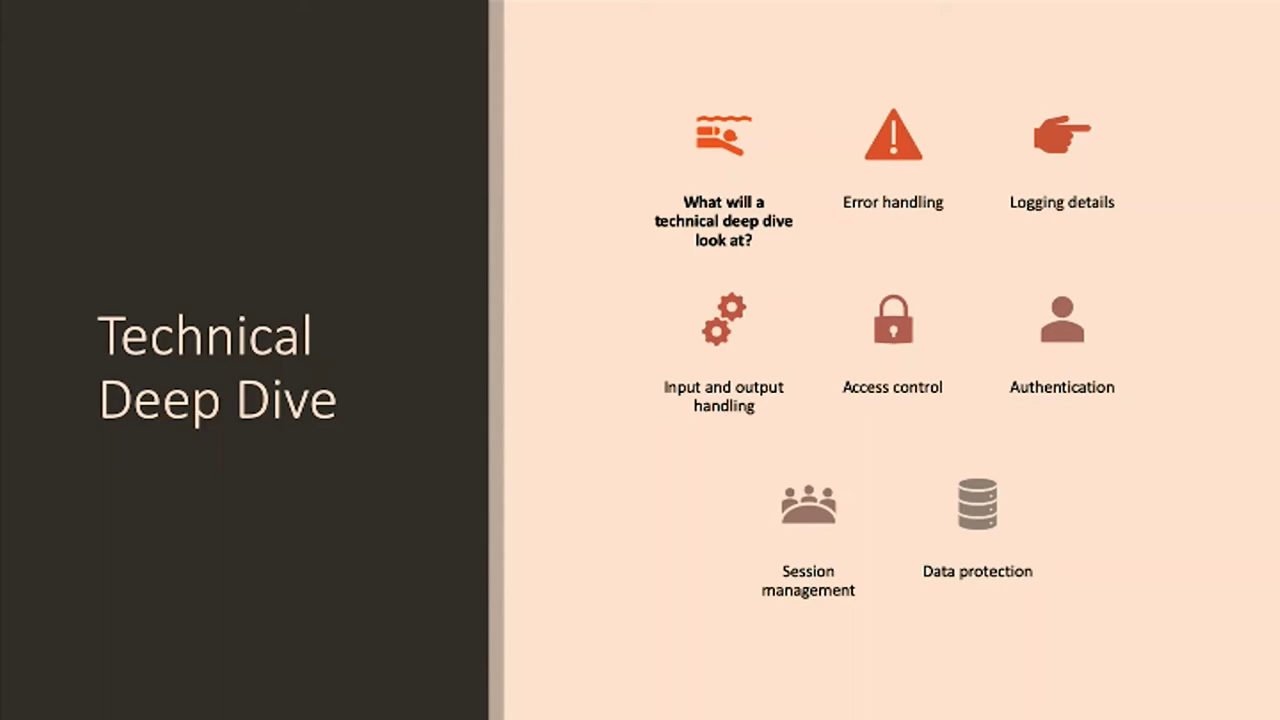 Technical
Deep Dive
What will a
technical deep dive
look at?
Error handling
Logging details
Input and output
handling
Access control
Authentication
Session
management
Data protection